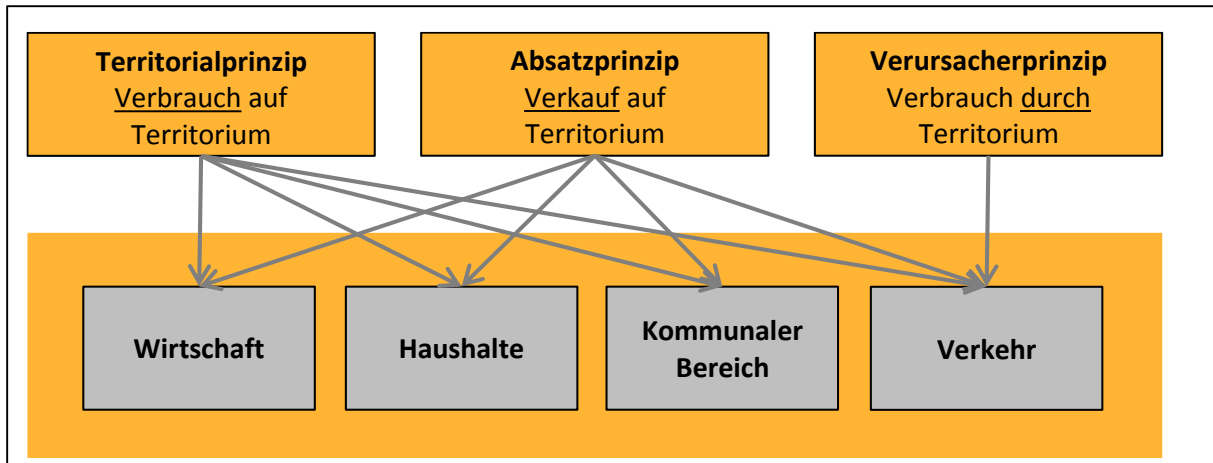 Territorialprinzip
Verbrauch auf
Territorium
Absatzprinzip
Verkauf auf
Territorium
Verursacherprinzip
Verbrauch durch
Territorium
Wirtschaft
Haushalte
Kommunaler
Bereich
Verkehr